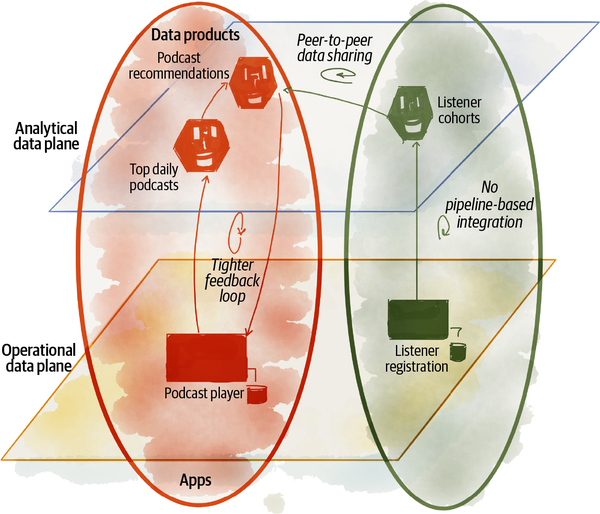 Data products
Podcast
recommendations
Peer-to-peer
data sharing
Analytical
data plane
Listener
cohorts
Top daily
podcasts
No
pipeline-based
integration
Tighter
feedback
loop
Operational
data plane
Listener
registration
Podcast player
Apps